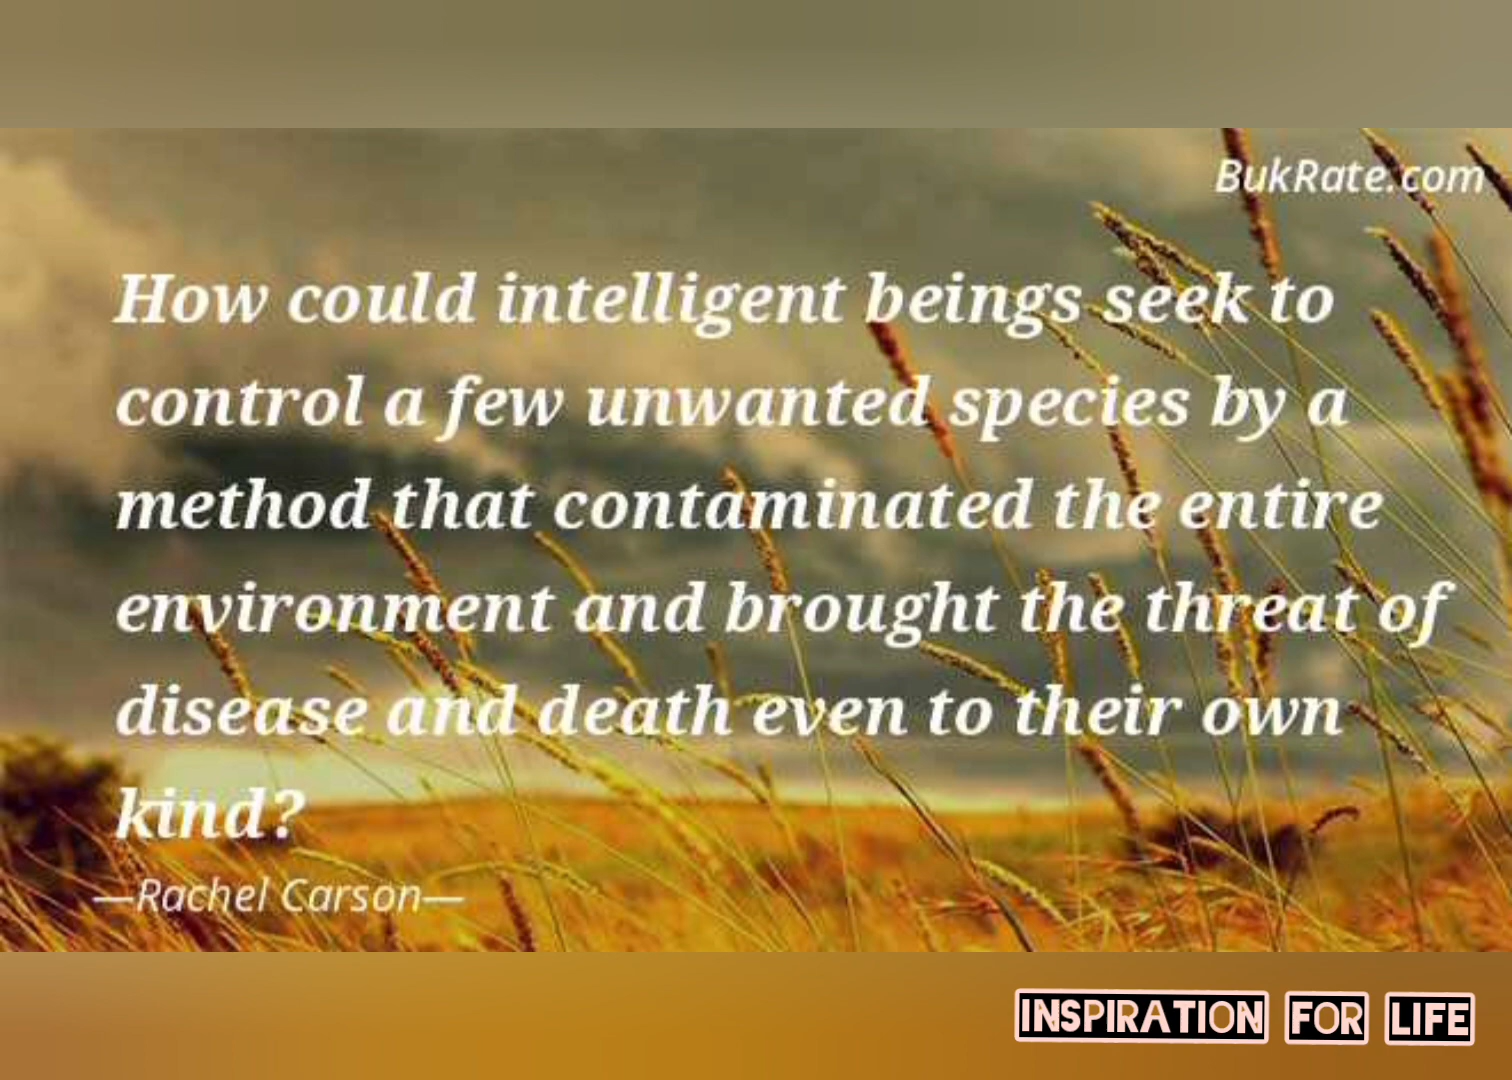 BukRate.com
How could intelligent beings seek to
control a few unwanted species by a
method that contaminated the entire
environment and brought the threat of
disease and death even to their own
kind?
—Rachel Carson—
INSPIRATION FOR LIFE